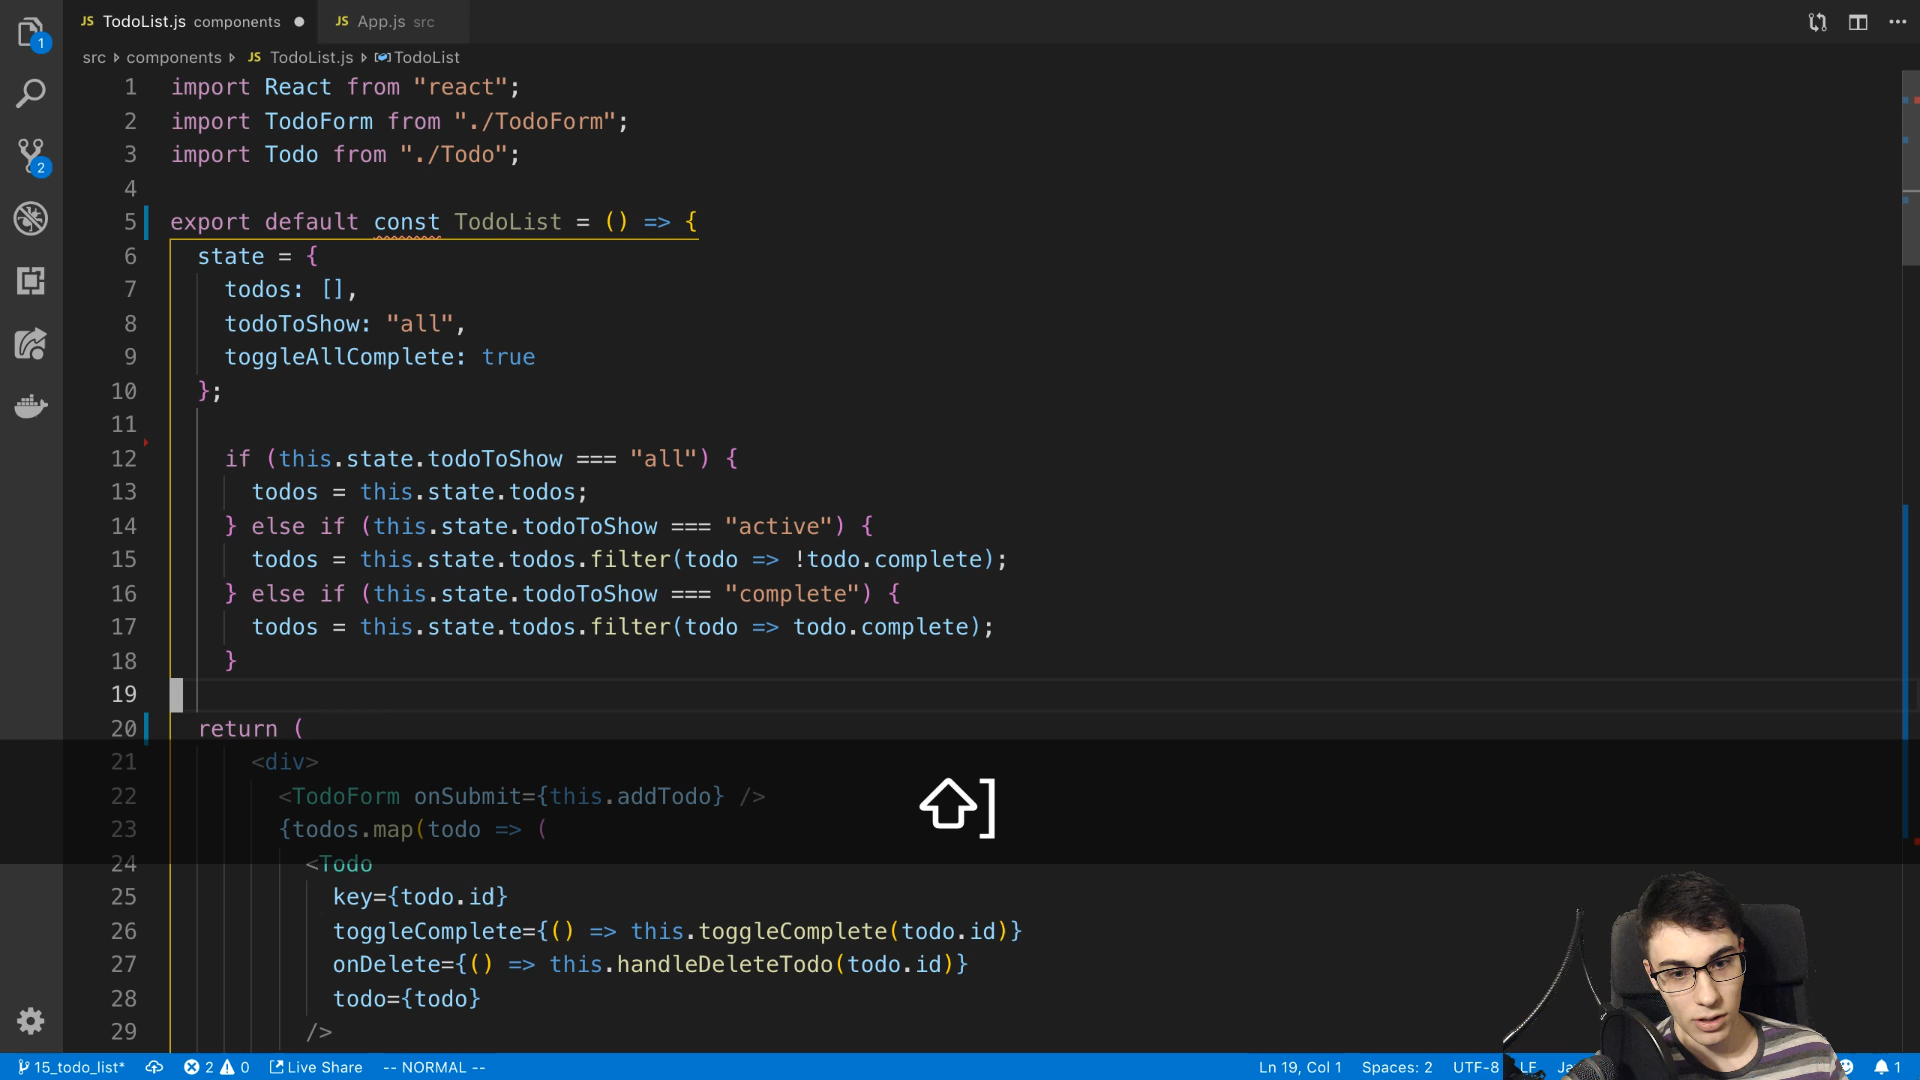 JS TodoList.js components ● JS App.js src
src components JS TodoList.js TodoList
1 import React from "react";
2 import TodoForm from "./TodoForm";
3 import Todo from "./Todo";
4
5 export default const TodoList = () => {
6 state = {
7 todos: [],
8 todoToShow: "all",
9 toggleAllComplete: true
10 };
11
12 if (this.state.todoToShow === "all") {
13 todos = this.state.todos;
14 } else if (this.state.todoToShow === "active") {
15 todos = this.state.todos.filter(todo => !todo.complete);
16 } else if (this.state.todoToShow === "complete") {
17 todos = this.state.todos.filter(todo => todo.complete);
18 }
19
20 return (
21 <div>
22 <TodoForm onSubmit={this.addTodo} />
23 {todos.map(todo => (
24 <Todo
25 key={todo.id}
26 toggleComplete={() => this.toggleComplete(todo.id)}
27 onDelete={() => this.handleDeleteTodo(todo.id)}
28 todo={todo}
29 />
⇧]
1
2
15_todo_list* 2 0 Live Share -- NORMAL -- Ln 19, Col 1 Spaces: 2 UTF-8 LF 1